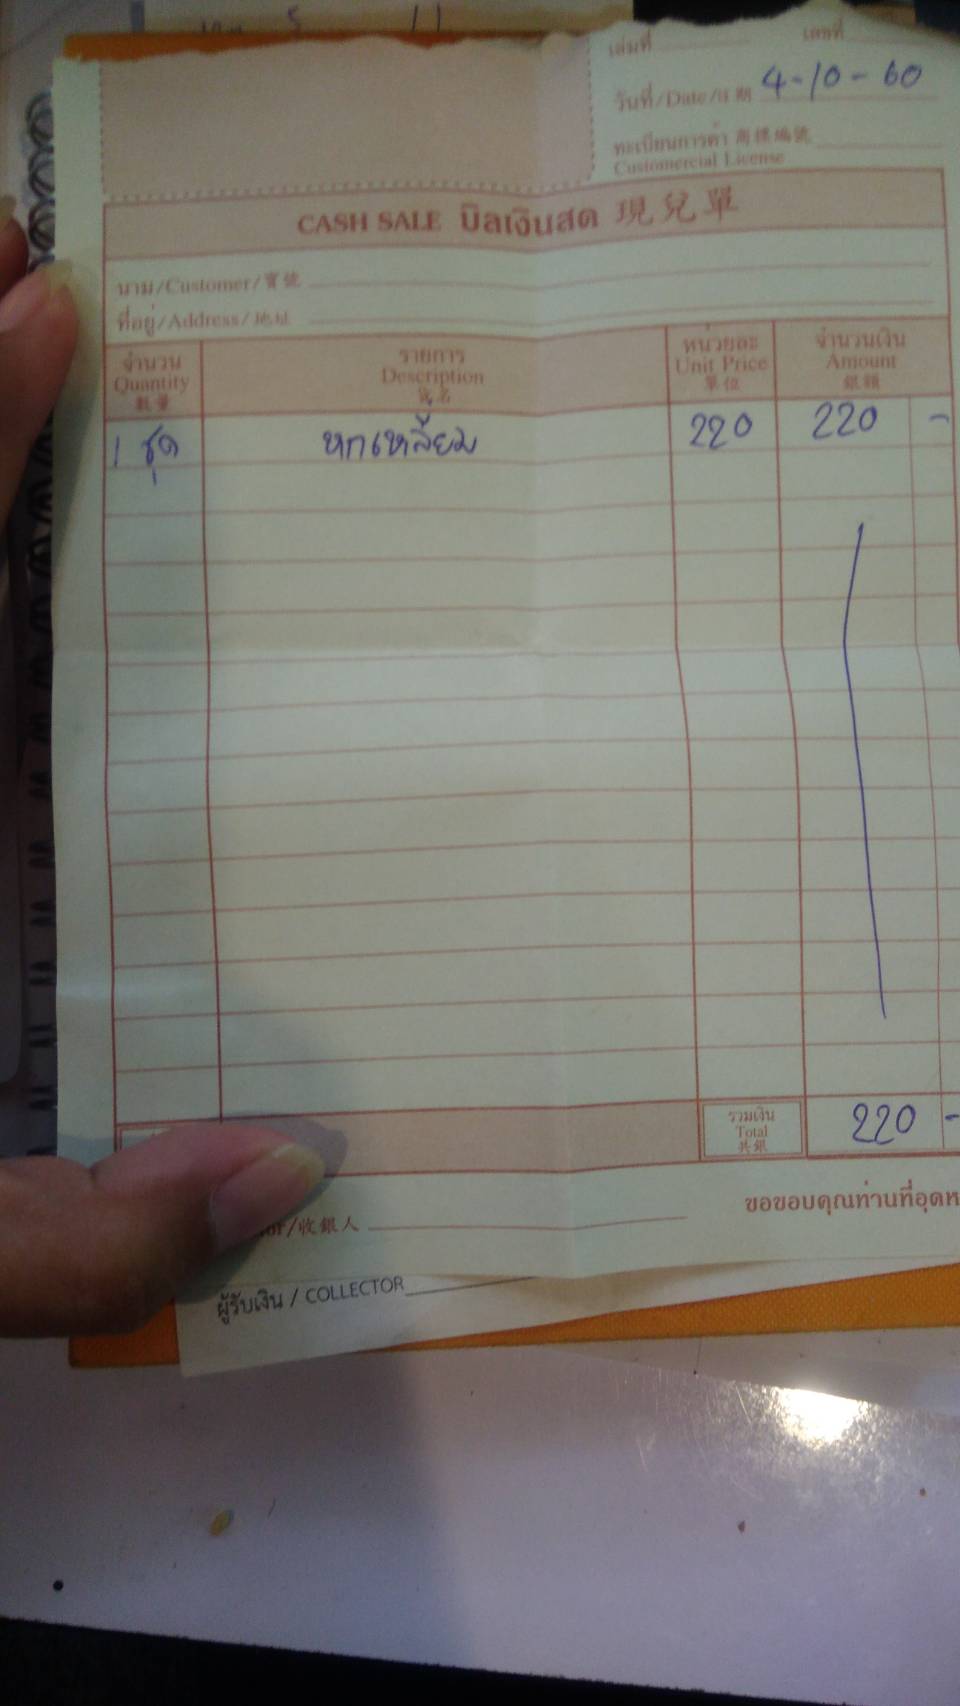 เล่มที่ เลขที่
วันที่/Date/日期 4-10-60
ทะเบียนการค้า 商標編號
Customercial License
CASH SALE บิลเงินสด 現兌單
นาม/Customer/寶號
ที่อยู่/Address/地址
จำนวน รายการ หน่วยละ จำนวนเงิน
Quantity Description Unit Price Amount
數量 貨名 單位 銀額
1 ชุด หกเหลี่ยม 220 220 -
รวมเงิน
Total 220 -
共銀
ขอขอบคุณท่านที่อุดห
or/收銀人
ผู้รับเงิน / COLLECTOR